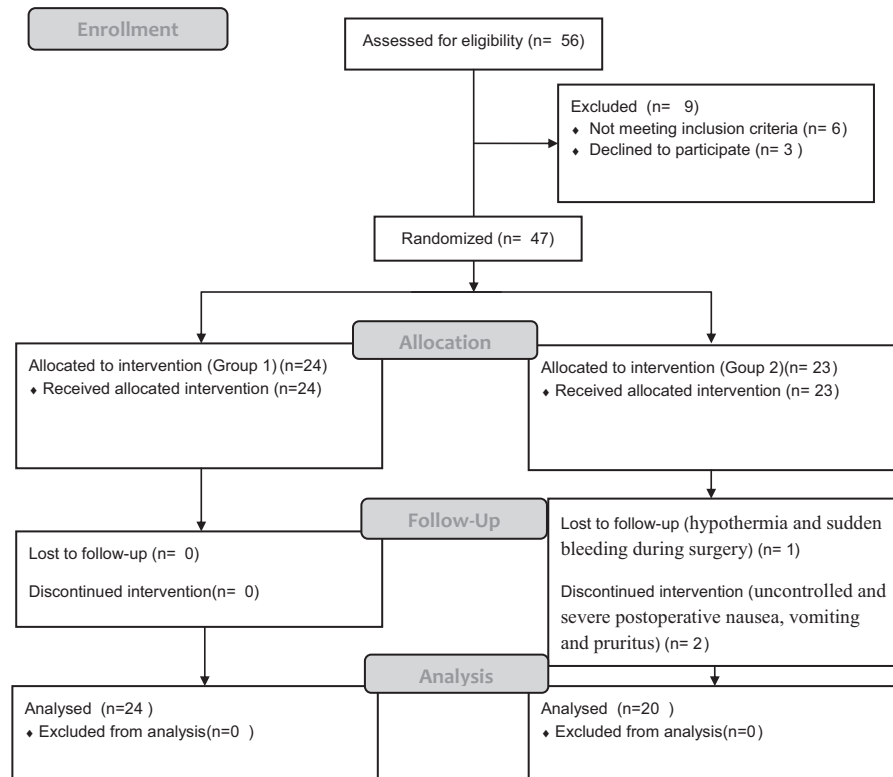 Enrollment
Assessed for eligibility (n= 56)
Excluded (n= 9)
♦ Not meeting inclusion criteria (n= 6)
♦ Declined to participate (n= 3 )
Randomized (n= 47)
Allocation
Allocated to intervention (Group 1)(n=24)
♦ Received allocated intervention (n=24)
Allocated to intervention (Goup 2)(n= 23)
♦ Received allocated intervention (n= 23)
Follow-Up
Lost to follow-up (n= 0)
Discontinued intervention(n= 0)
Lost to follow-up (hypothermia and sudden
bleeding during surgery) (n= 1)
Discontinued intervention (uncontrolled and
severe postoperative nausea, vomiting
and pruritus) (n= 2)
Analysis
Analysed (n=24 )
♦ Excluded from analysis(n=0 )
Analysed (n=20 )
♦ Excluded from analysis(n=0)